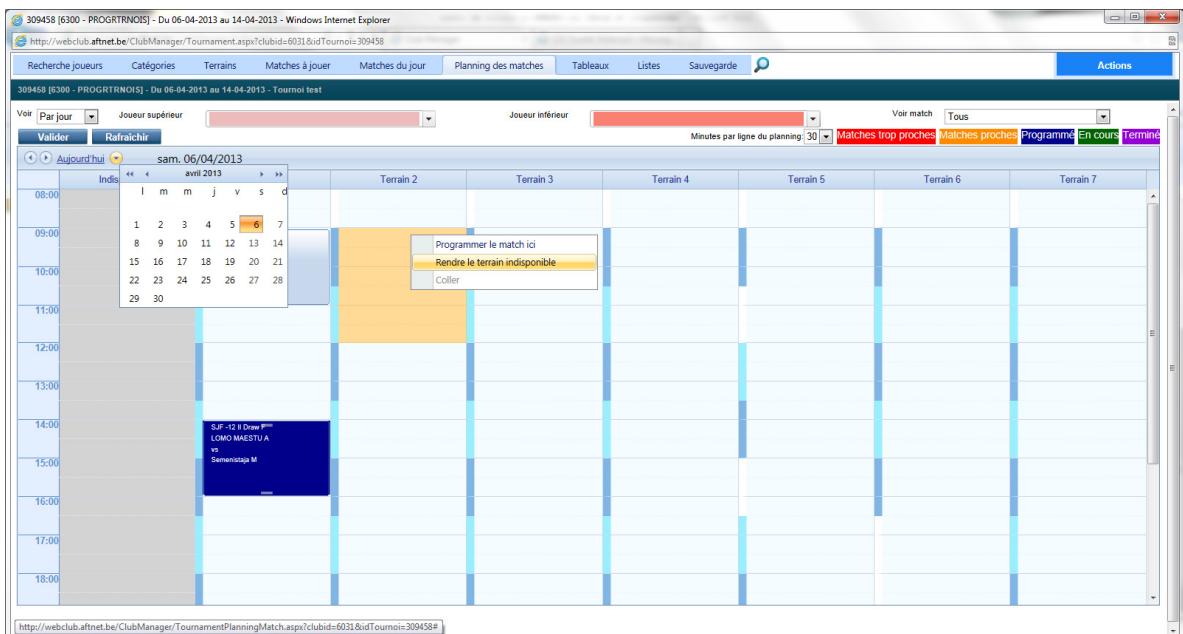 309458 [6300 - PROGRTRNOIS] - Du 06-04-2013 au 14-04-2013 - Windows Internet Explorer
http://webclub.aftnet.be/ClubManager/Tournament.aspx?clubid=6031&idTournoi=309458
Recherche joueurs Catégories Terrains Matches à jouer Matches du jour Planning des matches Tableaux Listes Sauvegarde Actions
309458 [6300 - PROGRTRNOIS] - Du 06-04-2013 au 14-04-2013 - Tournoi test
Voir Par jour Joueur supérieur Joueur inférieur Voir match Tous
Valider Rafraîchir Minutes par ligne du planning: 30 Matches trop proches Matches proches Programmé En cours Terminé
Aujourd'hui sam. 06/04/2013
Indis Terrain 2 Terrain 3 Terrain 4 Terrain 5 Terrain 6 Terrain 7
avril 2013
l m m j v s d
1 2 3 4 5 6 7
8 9 10 11 12 13 14
15 16 17 18 19 20 21
22 23 24 25 26 27 28
29 30
08:00
09:00
Programmer le match ici
Rendre le terrain indisponible
Coller
10:00
11:00
12:00
13:00
14:00
SJF -12 II Draw
LOMO MAESTU A
vs
Semenistaja M
15:00
16:00
17:00
18:00
http://webclub.aftnet.be/ClubManager/TournamentPlanningMatch.aspx?clubid=6031&idTournoi=309458#